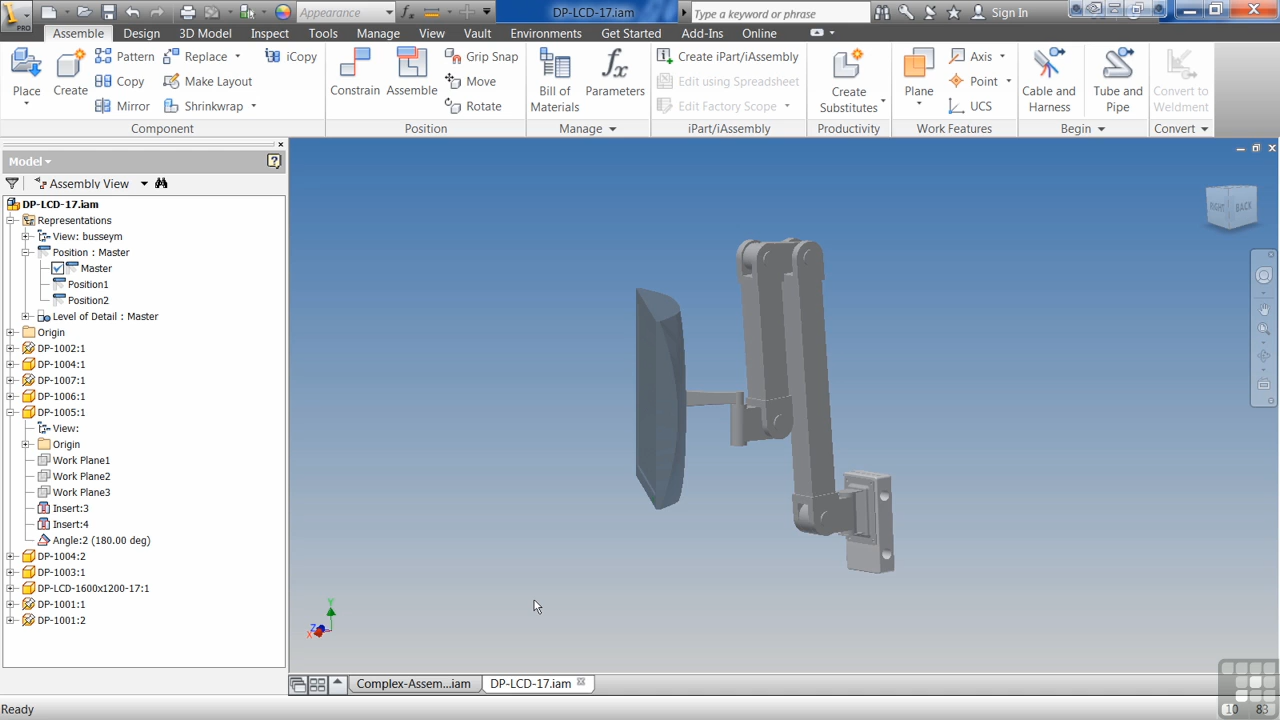 PRO
Appearance
DP-LCD-17.iam
Type a keyword or phrase
Sign In
Assemble Design 3D Model Inspect Tools Manage View Vault Environments Get Started Add-Ins Online
Place
Create
Pattern
Copy
Mirror
Replace
Make Layout
Shrinkwrap
iCopy
Component
Constrain
Assemble
Grip Snap
Move
Rotate
Position
Bill of
Materials
Parameters
Manage
Create iPart/iAssembly
Edit using Spreadsheet
Edit Factory Scope
iPart/iAssembly
Create
Substitutes
Productivity
Plane
Axis
Point
UCS
Work Features
Cable and
Harness
Tube and
Pipe
Begin
Convert to
Weldment
Convert
Model
Assembly View
DP-LCD-17.iam
Representations
View: busseym
Position : Master
Master
Position1
Position2
Level of Detail : Master
Origin
DP-1002:1
DP-1004:1
DP-1007:1
DP-1006:1
DP-1005:1
View:
Origin
Work Plane1
Work Plane2
Work Plane3
Insert:3
Insert:4
Angle:2 (180.00 deg)
DP-1004:2
DP-1003:1
DP-LCD-1600x1200-17:1
DP-1001:1
DP-1001:2
RIGHT BACK
Y
Z
X
Complex-Assem...iam DP-LCD-17.iam
Ready
10 83